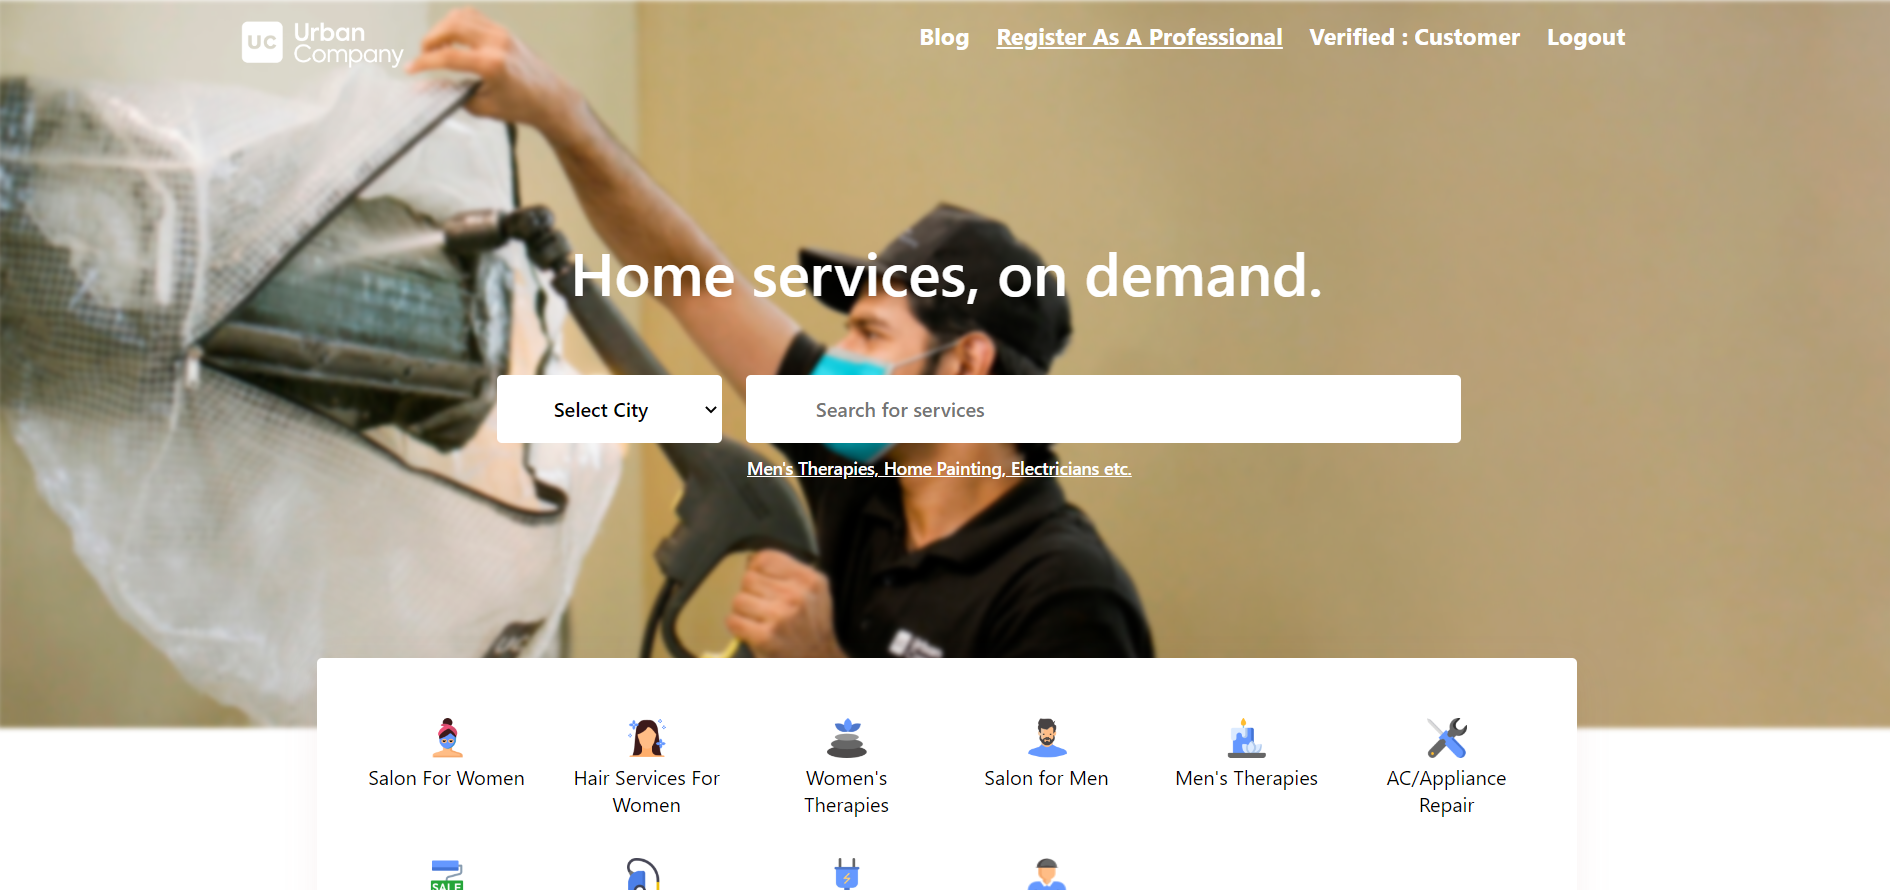 UC Urban
Company
Blog Register As A Professional Verified : Customer Logout
Home services, on demand.
Select City Search for services
Men's Therapies, Home Painting, Electricians etc.
Salon For Women Hair Services For Women Women's Therapies Salon for Men Men's Therapies AC/Appliance Repair
SALE